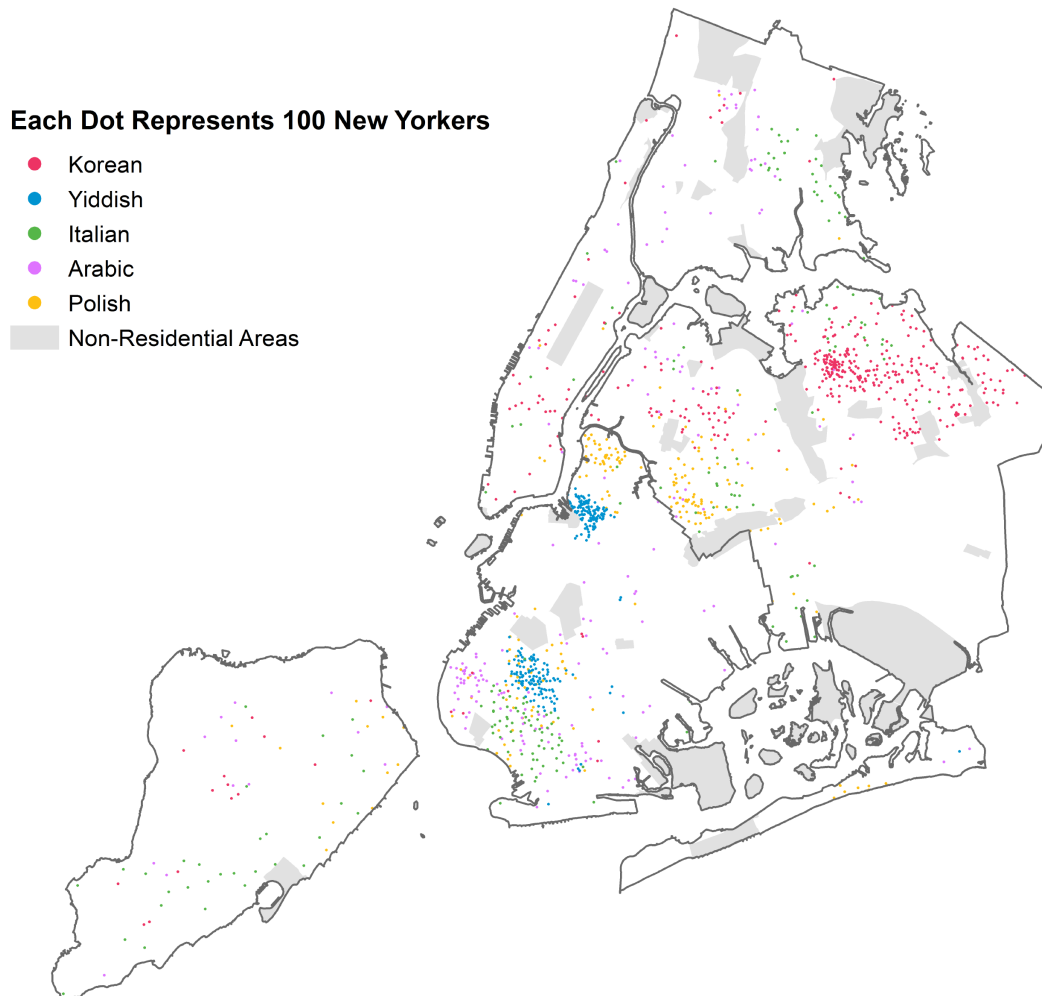 Each Dot Represents 100 New Yorkers
Korean
Yiddish
Italian
Arabic
Polish
Non-Residential Areas